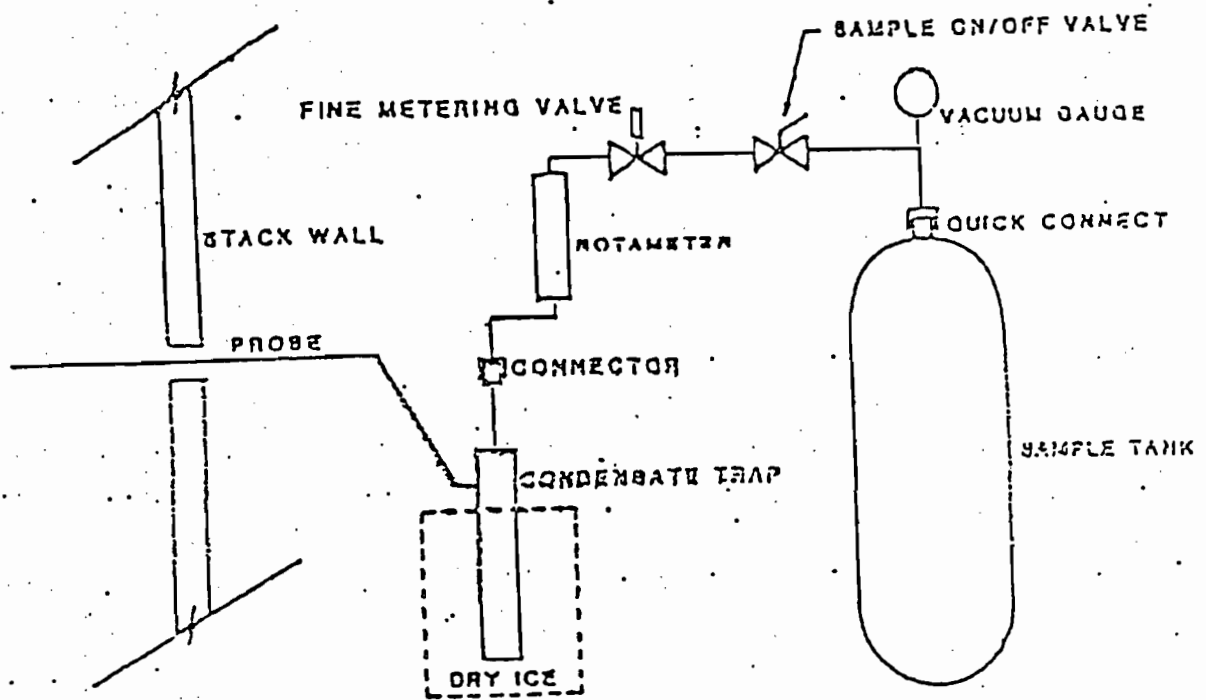 SAMPLE ON/OFF VALVE
FINE METERING VALVE
VACUUM GAUGE
STACK WALL
ROTAMETER
QUICK CONNECT
PROBE
CONNECTOR
SAMPLE TANK
CONDENSATE TRAP
DRY ICE